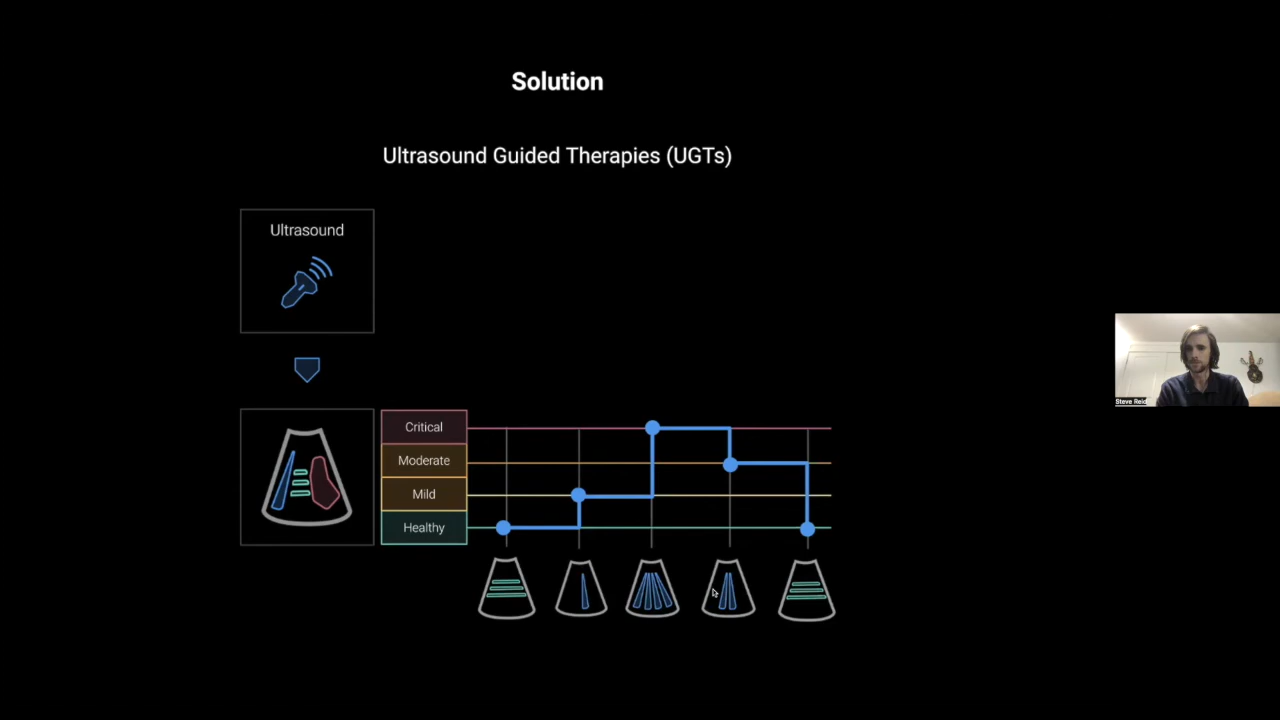 Solution
Ultrasound Guided Therapies (UGTs)
Ultrasound
Critical
Moderate
Mild
Healthy
Steve Reid